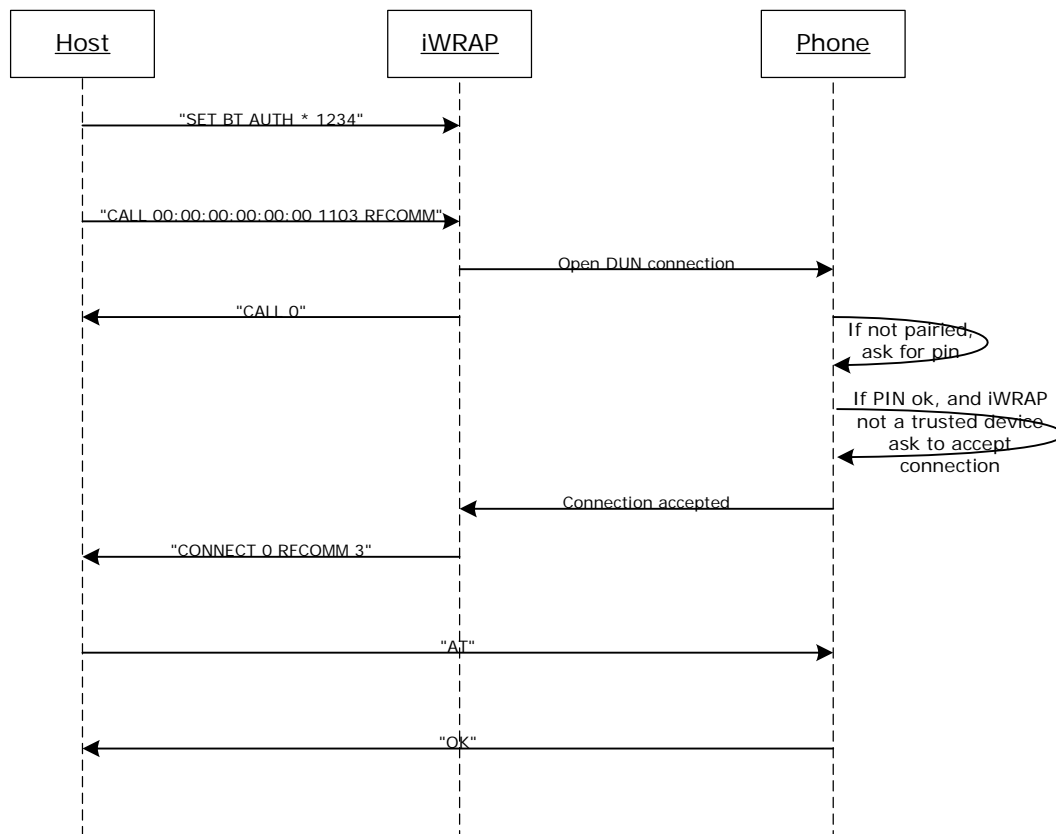 Host
iWRAP
Phone
"SET BT AUTH * 1234"
"CALL 00:00:00:00:00:00 1103 RFCOMM"
Open DUN connection
"CALL 0"
If not pairied,
ask for pin
If PIN ok, and iWRAP
not a trusted device
ask to accept
connection
Connection accepted
"CONNECT 0 RFCOMM 3"
"AT"
"OK"